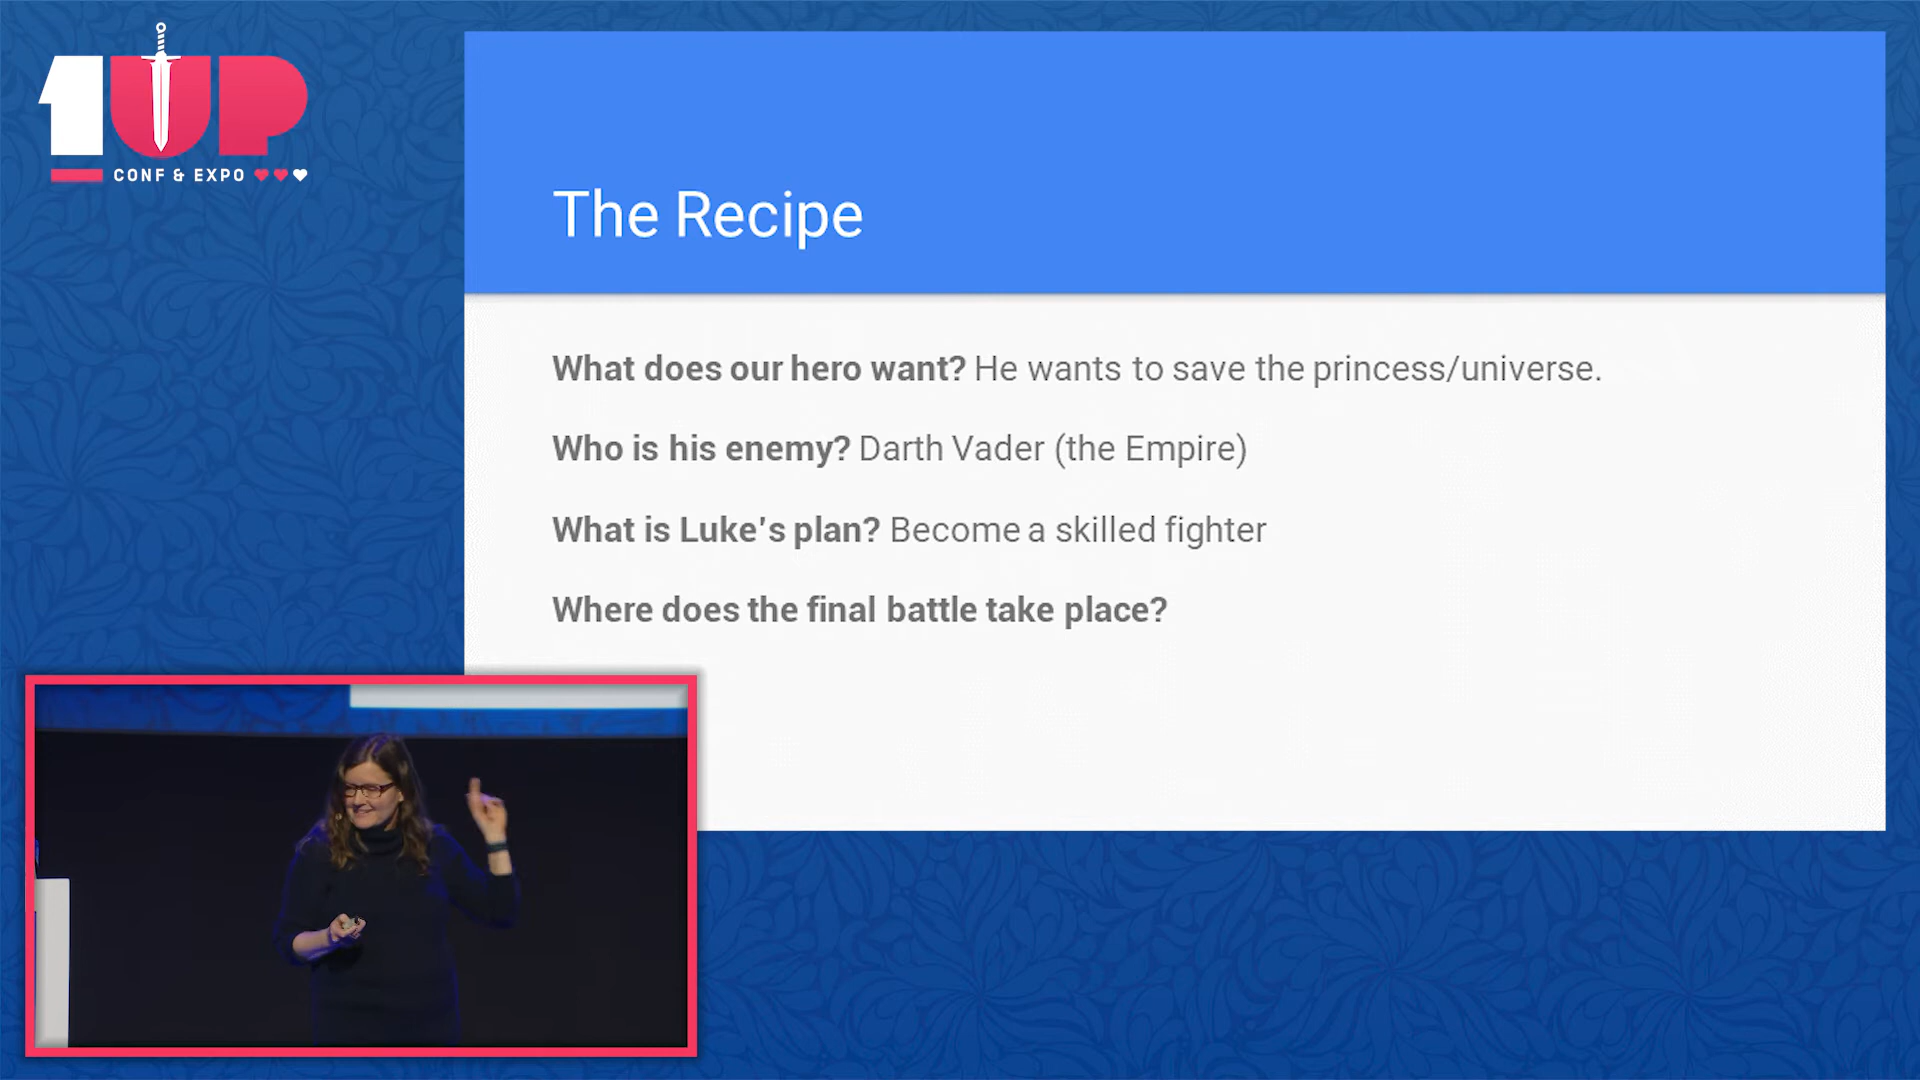 1UP
CONF & EXPO
The Recipe
What does our hero want? He wants to save the princess/universe.
Who is his enemy? Darth Vader (the Empire)
What is Luke's plan? Become a skilled fighter
Where does the final battle take place?